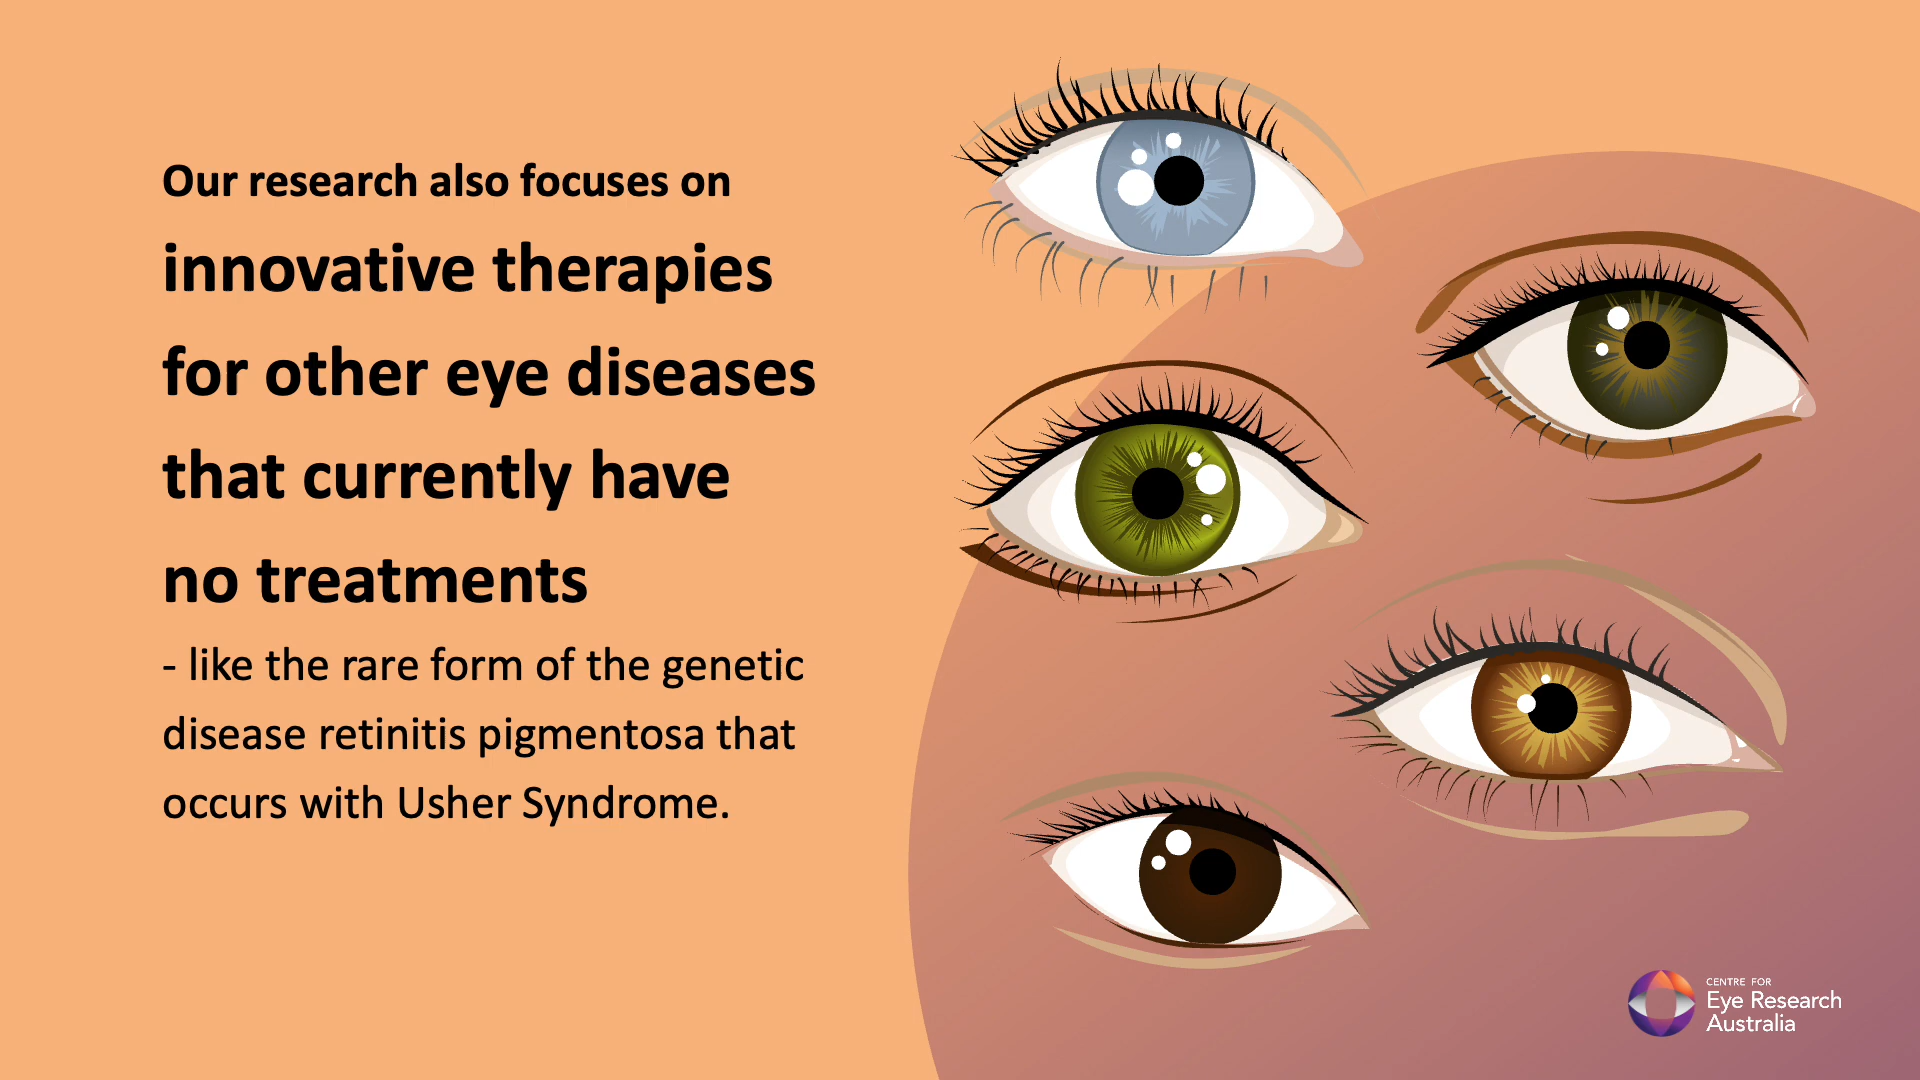 Our research also focuses on
innovative therapies
for other eye diseases
that currently have
no treatments
- like the rare form of the genetic
disease retinitis pigmentosa that
occurs with Usher Syndrome.
CENTRE FOR
Eye Research
Australia